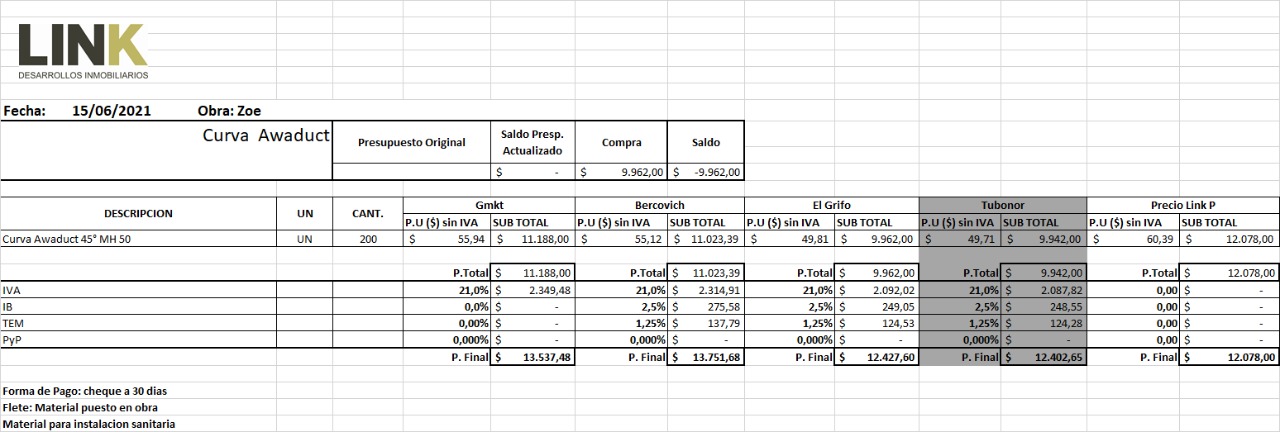 LINK
DESARROLLOS INMOBILIARIOS
Fecha: 15/06/2021 Obra: Zoe
Curva Awaduct Presupuesto Original Saldo Presp. Actualizado Compra Saldo
$ - $ 9.962,00 $ -9.962,00
DESCRIPCION UN CANT. Gmkt Bercovich El Grifo Tubonor Precio Link P
P.U ($) sin IVA SUB TOTAL P.U ($) sin IVA SUB TOTAL P.U ($) sin IVA SUB TOTAL P.U ($) sin IVA SUB TOTAL P.U ($) sin IVA SUB TOTAL
Curva Awaduct 45° MH 50 UN 200 $ 55,94 $ 11.188,00 $ 55,12 $ 11.023,39 $ 49,81 $ 9.962,00 $ 49,71 $ 9.942,00 $ 60,39 $ 12.078,00
P.Total $ 11.188,00 P.Total $ 11.023,39 P.Total $ 9.962,00 P.Total $ 9.942,00 P.Total $ 12.078,00
IVA 21,0% $ 2.349,48 21,0% $ 2.314,91 21,0% $ 2.092,02 21,0% $ 2.087,82 0,00 $ -
IB 0,0% $ - 2,5% $ 275,58 2,5% $ 249,05 2,5% $ 248,55 0,00 $ -
TEM 0,00% $ - 1,25% $ 137,79 1,25% $ 124,53 1,25% $ 124,28 0,00 $ -
PyP 0,000% $ - 0,000% $ - 0,000% $ - 0,000% $ - 0,00 $ -
P. Final $ 13.537,48 P. Final $ 13.751,68 P. Final $ 12.427,60 P. Final $ 12.402,65 P. Final $ 12.078,00
Forma de Pago: cheque a 30 dias
Flete: Material puesto en obra
Material para instalacion sanitaria